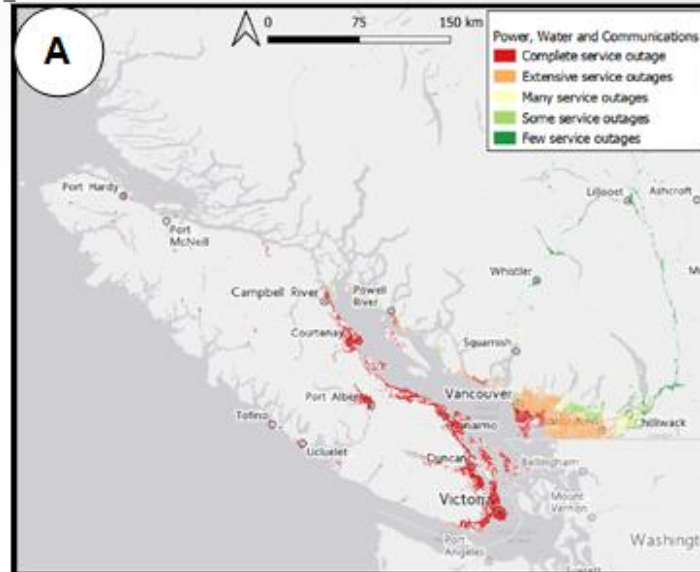 A
0 75 150 km
Power, Water and Communications
Complete service outage
Extensive service outages
Many service outages
Some service outages
Few service outages
Port Hardy
Port
McNeill
Lillooet
Ashcroft
Whistler
Campbell River
Powell
River
Courtenay
Squamish
Port Alber
Vancouver
Tofino
Ucluelet
Chilliwack
Duncan
Bellingham
Victoria
Mount
Vernon
Port
Angeles
Washingt
Everett